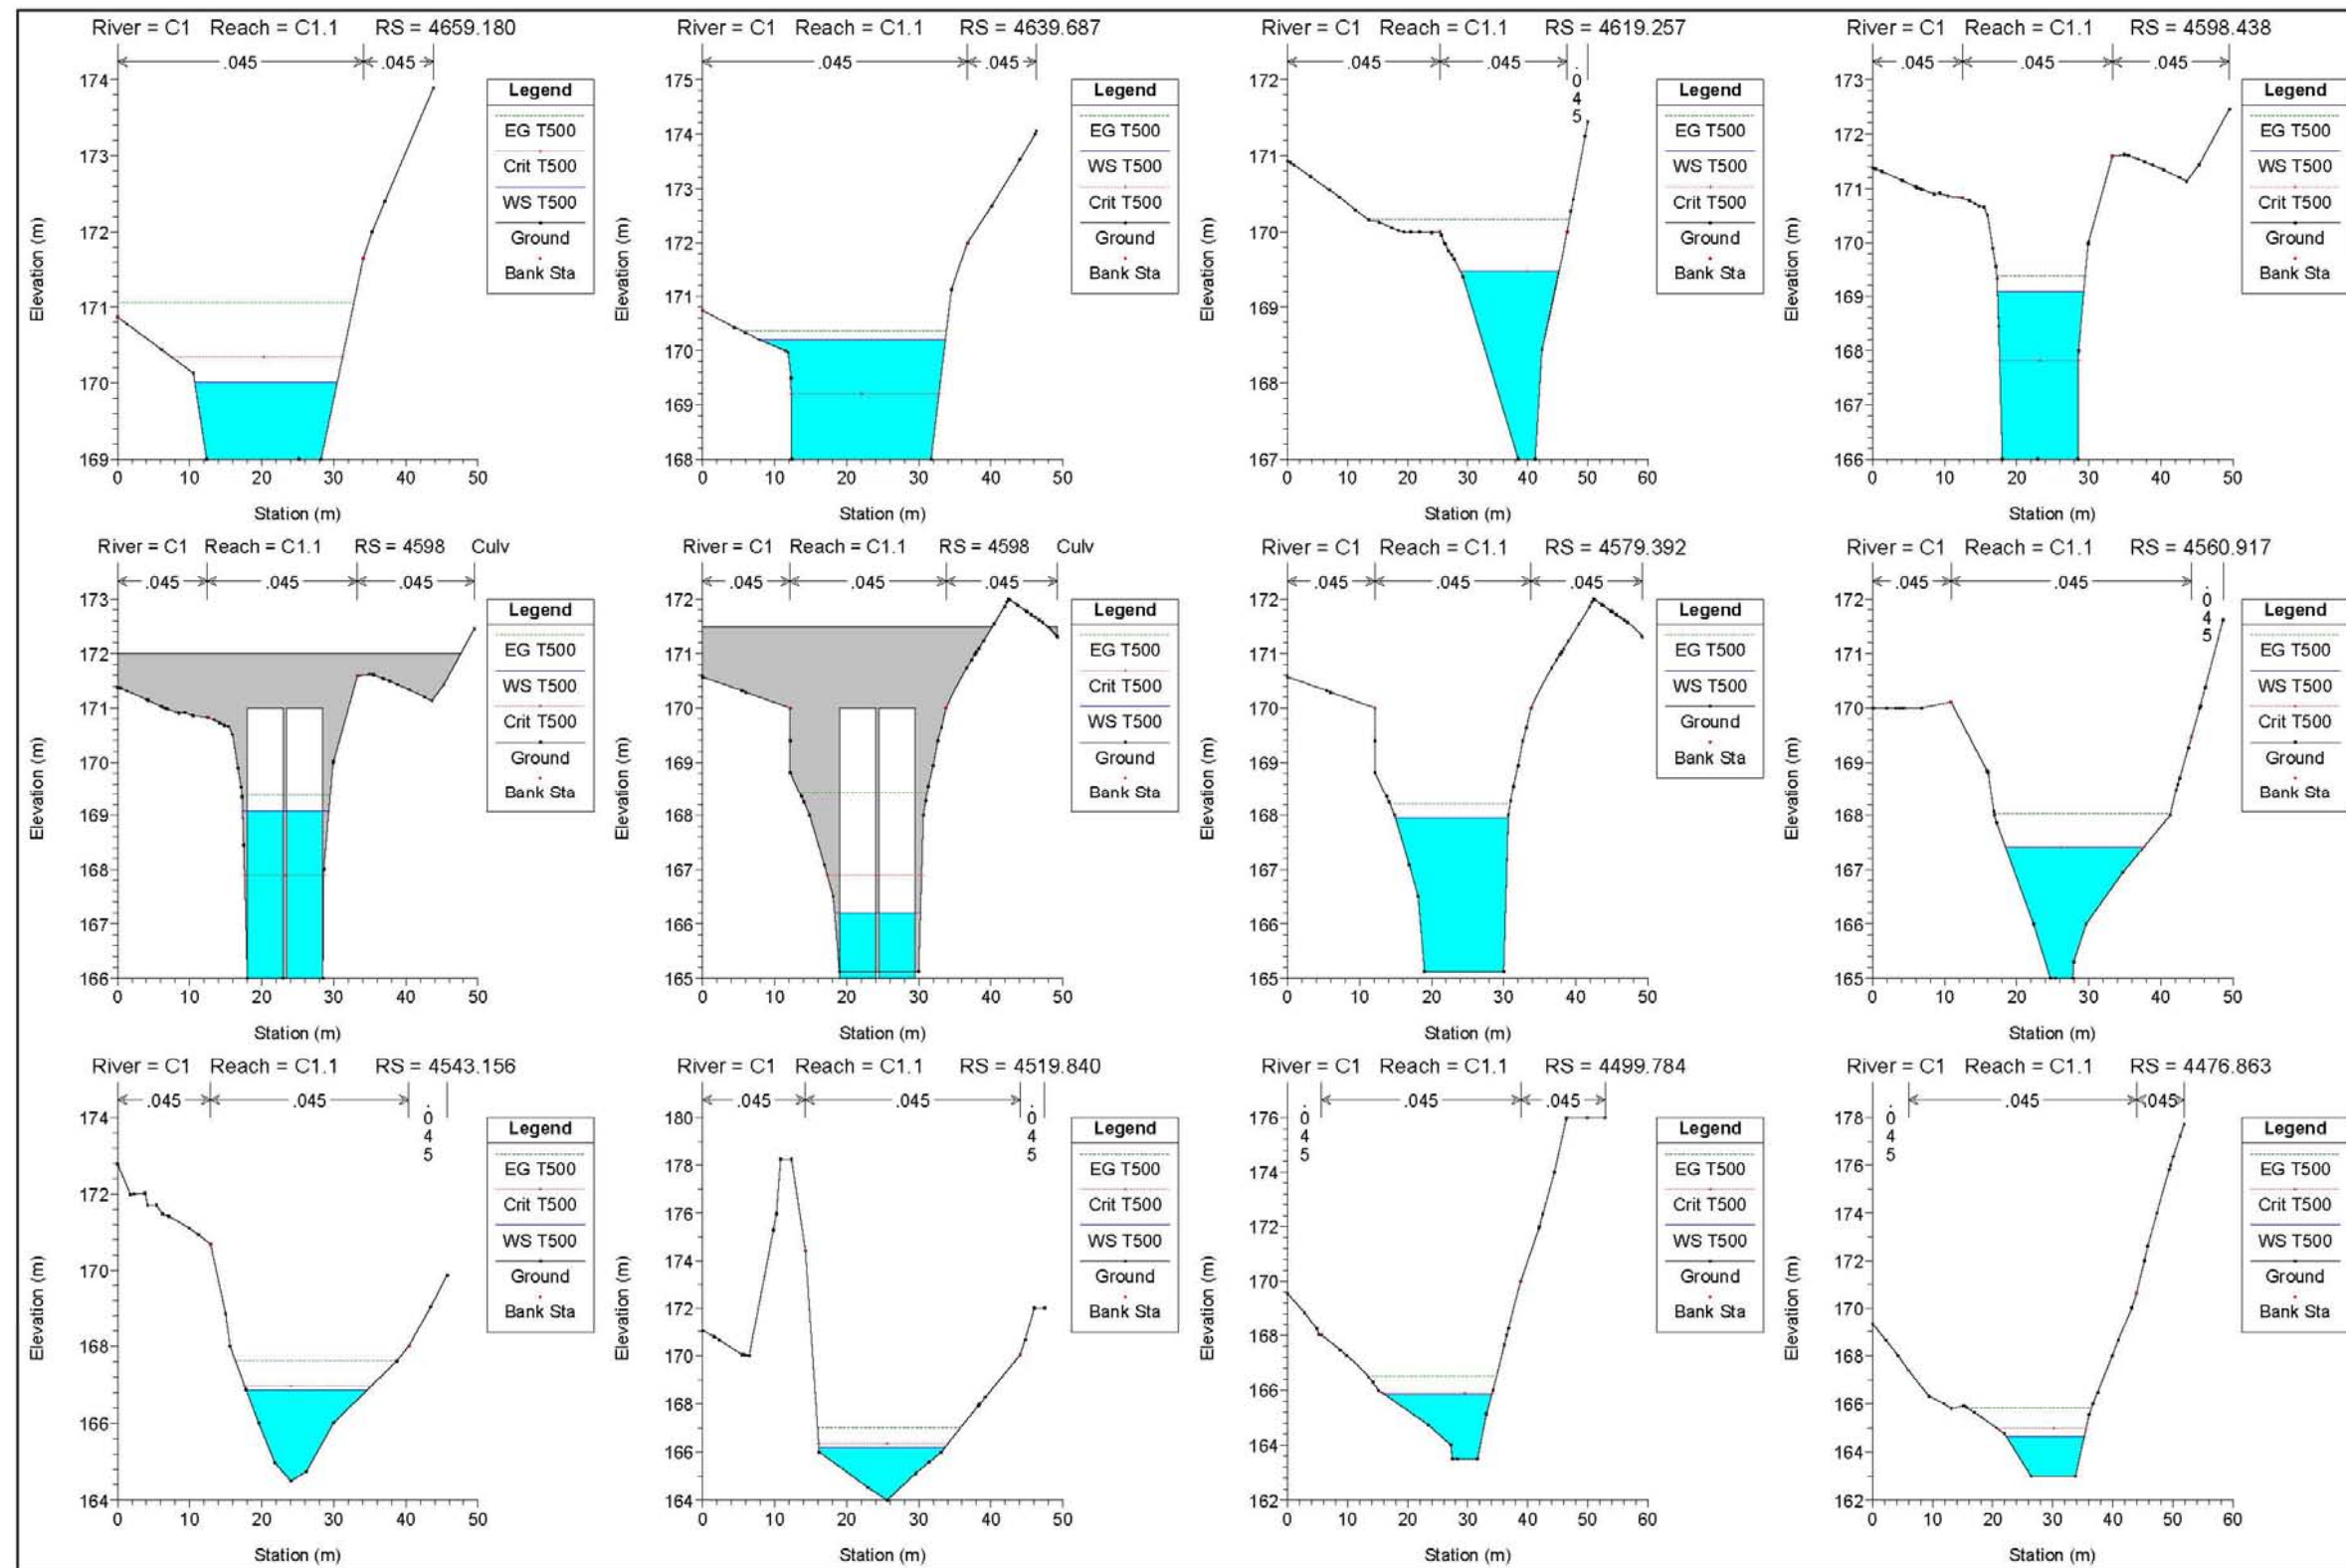 River = C1 Reach = C1.1 RS = 4659.180
.045 .045
174
173
172
171
170
169
0 10 20 30 40 50
Elevation (m)
Station (m)
Legend
EG T500
Crit T500
WS T500
Ground
Bank Sta
River = C1 Reach = C1.1 RS = 4639.687
.045 .045
175
174
173
172
171
170
169
168
0 10 20 30 40 50
Elevation (m)
Station (m)
Legend
EG T500
WS T500
Crit T500
Ground
Bank Sta
River = C1 Reach = C1.1 RS = 4619.257
.045 .045 .045
172
171
170
169
168
167
0 10 20 30 40 50 60
Elevation (m)
Station (m)
Legend
EG T500
WS T500
Crit T500
Ground
Bank Sta
River = C1 Reach = C1.1 RS = 4598.438
.045 .045 .045
173
172
171
170
169
168
167
166
0 10 20 30 40 50
Elevation (m)
Station (m)
Legend
EG T500
WS T500
Crit T500
Ground
Bank Sta
River = C1 Reach = C1.1 RS = 4598 Culv
.045 .045 .045
173
172
171
170
169
168
167
166
0 10 20 30 40 50
Elevation (m)
Station (m)
Legend
EG T500
WS T500
Crit T500
Ground
Bank Sta
River = C1 Reach = C1.1 RS = 4598 Culv
.045 .045 .045
172
171
170
169
168
167
166
165
0 10 20 30 40 50
Elevation (m)
Station (m)
Legend
EG T500
Crit T500
WS T500
Ground
Bank Sta
River = C1 Reach = C1.1 RS = 4579.392
.045 .045 .045
172
171
170
169
168
167
166
165
0 10 20 30 40 50
Elevation (m)
Station (m)
Legend
EG T500
WS T500
Ground
Bank Sta
River = C1 Reach = C1.1 RS = 4560.917
.045 .045 .045
172
171
170
169
168
167
166
165
0 10 20 30 40 50
Elevation (m)
Station (m)
Legend
EG T500
WS T500
Crit T500
Ground
Bank Sta
River = C1 Reach = C1.1 RS = 4543.156
.045 .045 .045
174
172
170
168
166
164
0 10 20 30 40 50
Elevation (m)
Station (m)
Legend
EG T500
Crit T500
WS T500
Ground
Bank Sta
River = C1 Reach = C1.1 RS = 4519.840
.045 .045 .045
180
178
176
174
172
170
168
166
164
0 10 20 30 40 50
Elevation (m)
Station (m)
Legend
EG T500
Crit T500
WS T500
Ground
Bank Sta
River = C1 Reach = C1.1 RS = 4499.784
.045 .045 .045
176
174
172
170
168
166
164
162
0 10 20 30 40 50 60
Elevation (m)
Station (m)
Legend
EG T500
Crit T500
WS T500
Ground
Bank Sta
River = C1 Reach = C1.1 RS = 4476.863
.045 .045 .045
178
176
174
172
170
168
166
164
162
0 10 20 30 40 50 60
Elevation (m)
Station (m)
Legend
EG T500
Crit T500
WS T500
Ground
Bank Sta